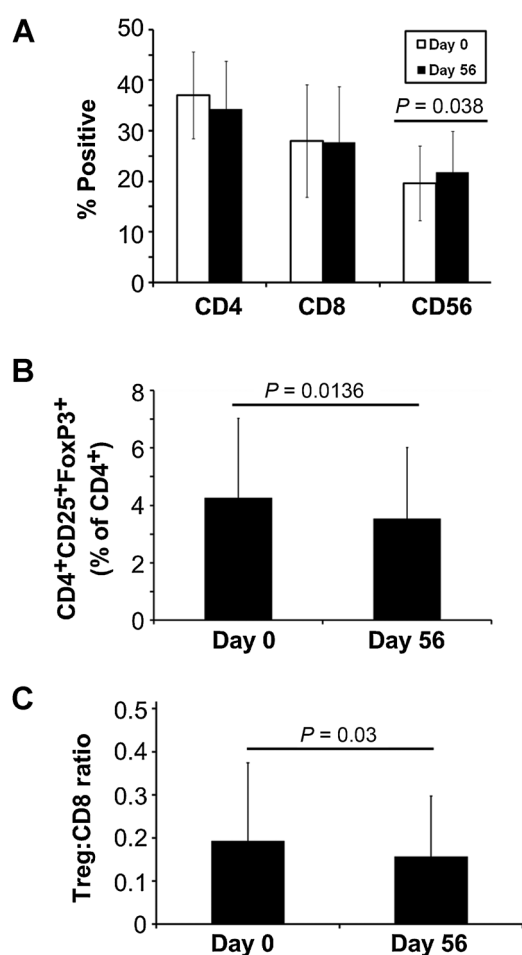 A
50
40
30
20
10
0
% Positive
Day 0
Day 56
P = 0.038
CD4 CD8 CD56
B
8
6
4
2
0
CD4⁺CD25⁺FoxP3⁺
(% of CD4⁺)
P = 0.0136
Day 0 Day 56
C
0.5
0.4
0.3
0.2
0.1
0
Treg:CD8 ratio
P = 0.03
Day 0 Day 56